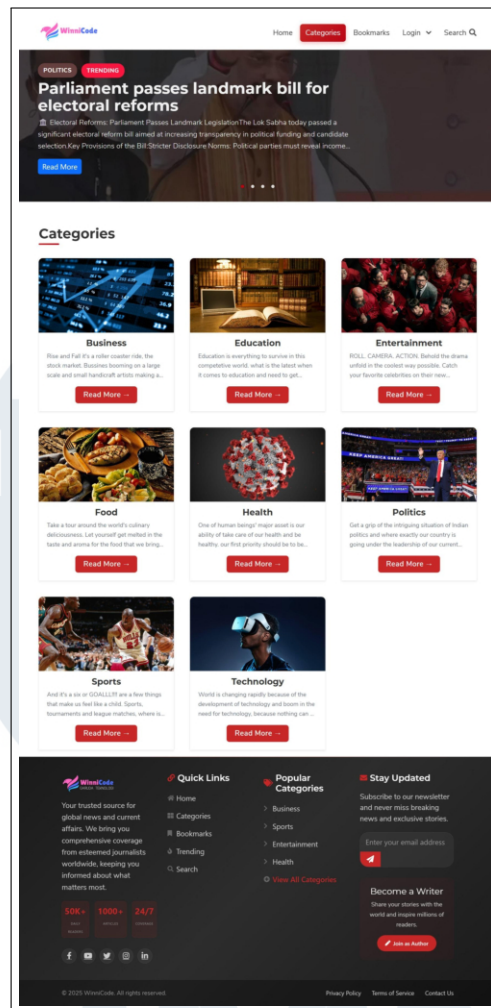 WinniCode
Home Categories Bookmarks Login Search
POLITICS TRENDING
Parliament passes landmark bill for
electoral reforms
Electoral Reforms: Parliament Passes Landmark LegislationThe Lok Sabha today passed a
significant electoral reform bill aimed at increasing transparency in political funding and candidate
selection.Key Provisions of the Bill:Stricter Disclosure Norms: Political parties must reveal income...
Read More
Categories
Business
Rise and Fall it's a roller coaster ride, the
stock market. Bussines booming on a large
scale and small handicraft artists making a...
Read More →
Education
Education is everything to survive in this
competetive world. what is the latest when
it comes to education and need to get...
Read More →
Entertainment
ROLL, CAMERA, ACTION. Behold the drama
unfold in the coolest way possible. Catch
your favorite celebrities on their new...
Read More →
Food
Take a tour around the world's culinary
deliciousness. Let yourself get melted in the
taste and aroma for the food that we bring...
Read More →
Health
One of human beings' major asset is our
ability of take care of our health and be
healthy. our first priority should be to be...
Read More →
KEEP AMERICA GREAT
Politics
Got a grip of the intriguing situation of Indian
politics and where exactly our country is
going under the leadership of our current...
Read More →
Sports
And it's a six or GOALLL!!!! are a few things
that make us feel like a child. Sports,
tournaments and league-matches, where is...
Read More →
Technology
World is changing rapidly because of the
development of technology and boom in the
need for technology, because nothing can ...
Read More →
WinniCode
Your trusted source for
global news and current
affairs. We bring you
comprehensive coverage
from esteemed journalists
worldwide, keeping you
informed about what
matters most.
50K+ 1000+ 24/7
Quick Links
Home
Categories
Bookmarks
Trending
Search
Popular
Categories
Business
Sports
Entertainment
Health
View All Categories
Stay Updated
Subscribe to our newsletter
and never miss breaking
news and exclusive stories.
Enter your email address
Become a Writer
Share your stories with the
world and inspire millions of
readers.
Join as Author
© 2025 WinniCode. All rights reserved.
Privacy Policy Terms of Service Contact Us